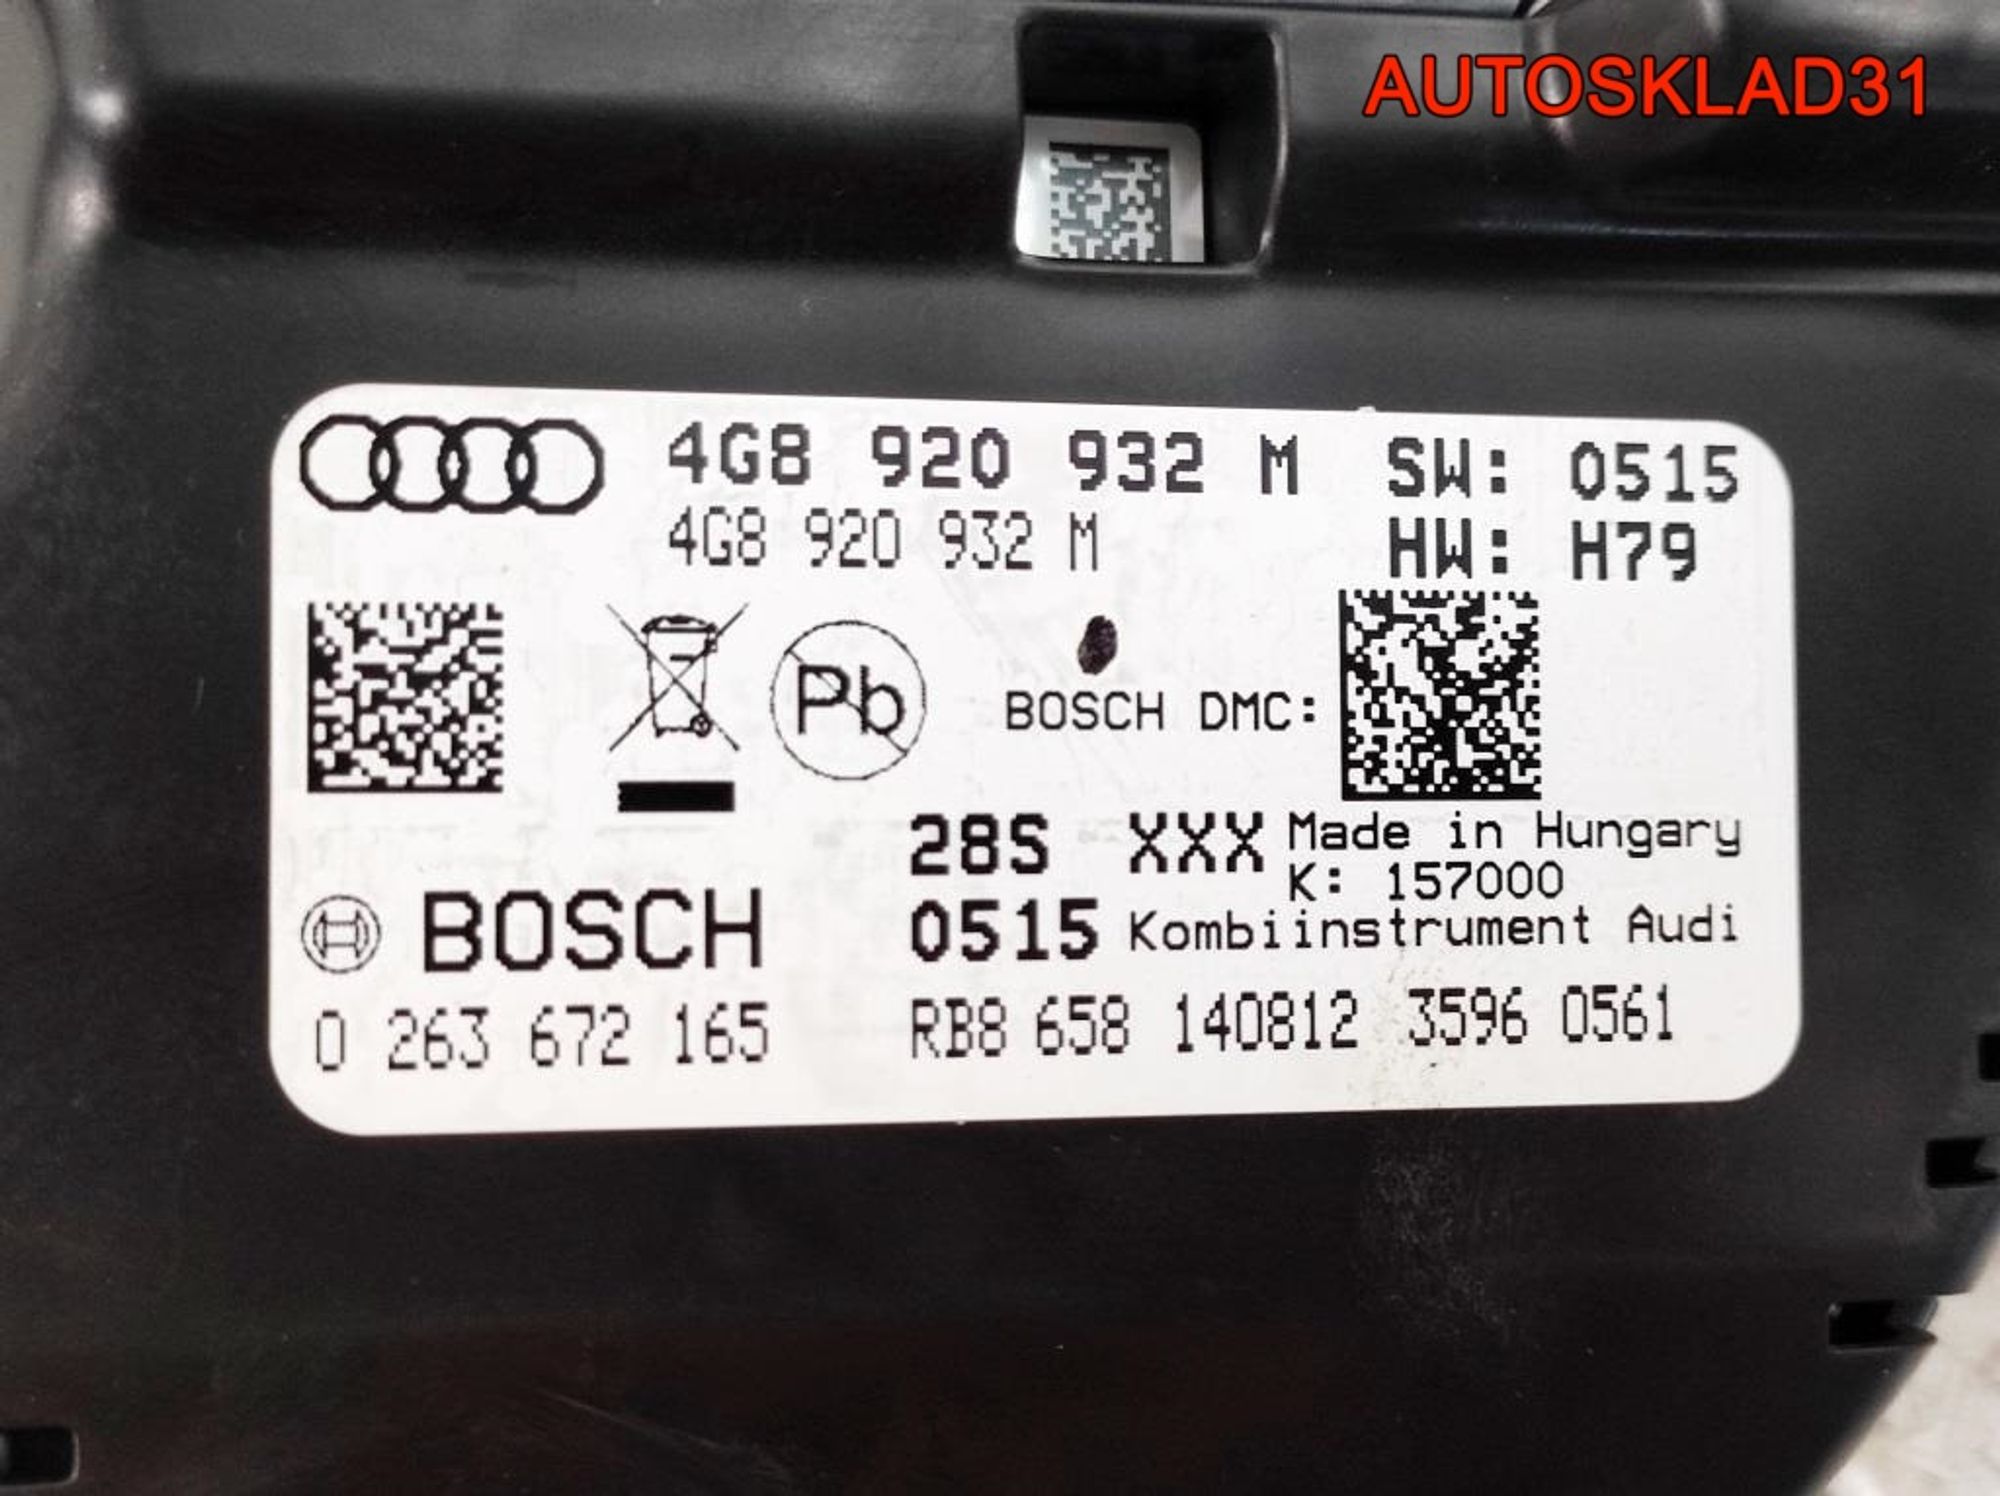 AUTOSKLAD31
4G8 920 932 M SW: 0515
4G8 920 932 M HW: H79
Pb
BOSCH DMC:
28S XXX Made in Hungary
K: 157000
BOSCH 0515 Kombiinstrument Audi
0 263 672 165 RB8 658 140812 3596 0561